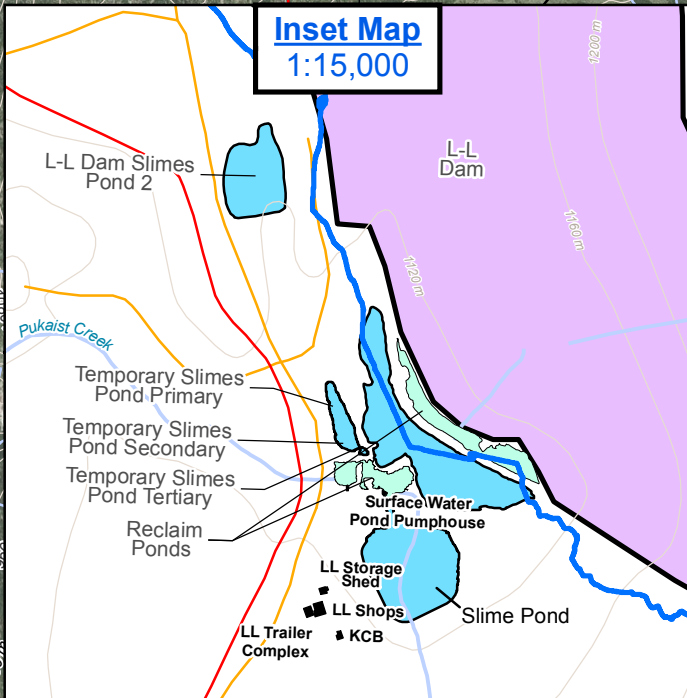 Inset Map
1:15,000
1200 m
L-L
Dam
L-L Dam Slimes
Pond 2
1160 m
1120 m
Pukaist Creek
Temporary Slimes
Pond Primary
Temporary Slimes
Pond Secondary
Temporary Slimes
Pond Tertiary
Reclaim
Ponds
Surface Water
Pond Pumphouse
LL Storage
Shed
LL Shops
Slime Pond
LL Trailer
Complex
KCB